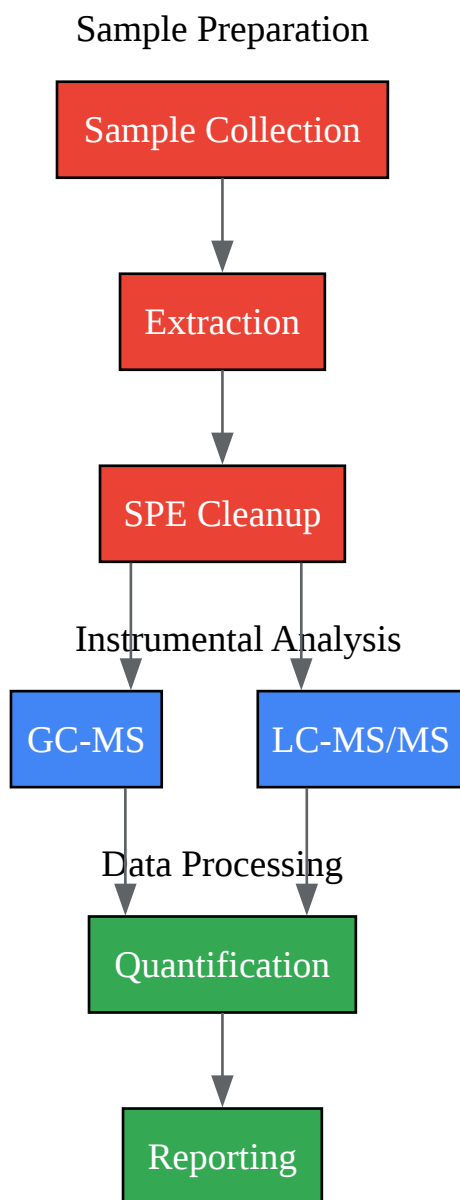 Sample Preparation
Sample Collection
Extraction
SPE Cleanup
Instrumental Analysis
GC-MS
LC-MS/MS
Data Processing
Quantification
Reporting